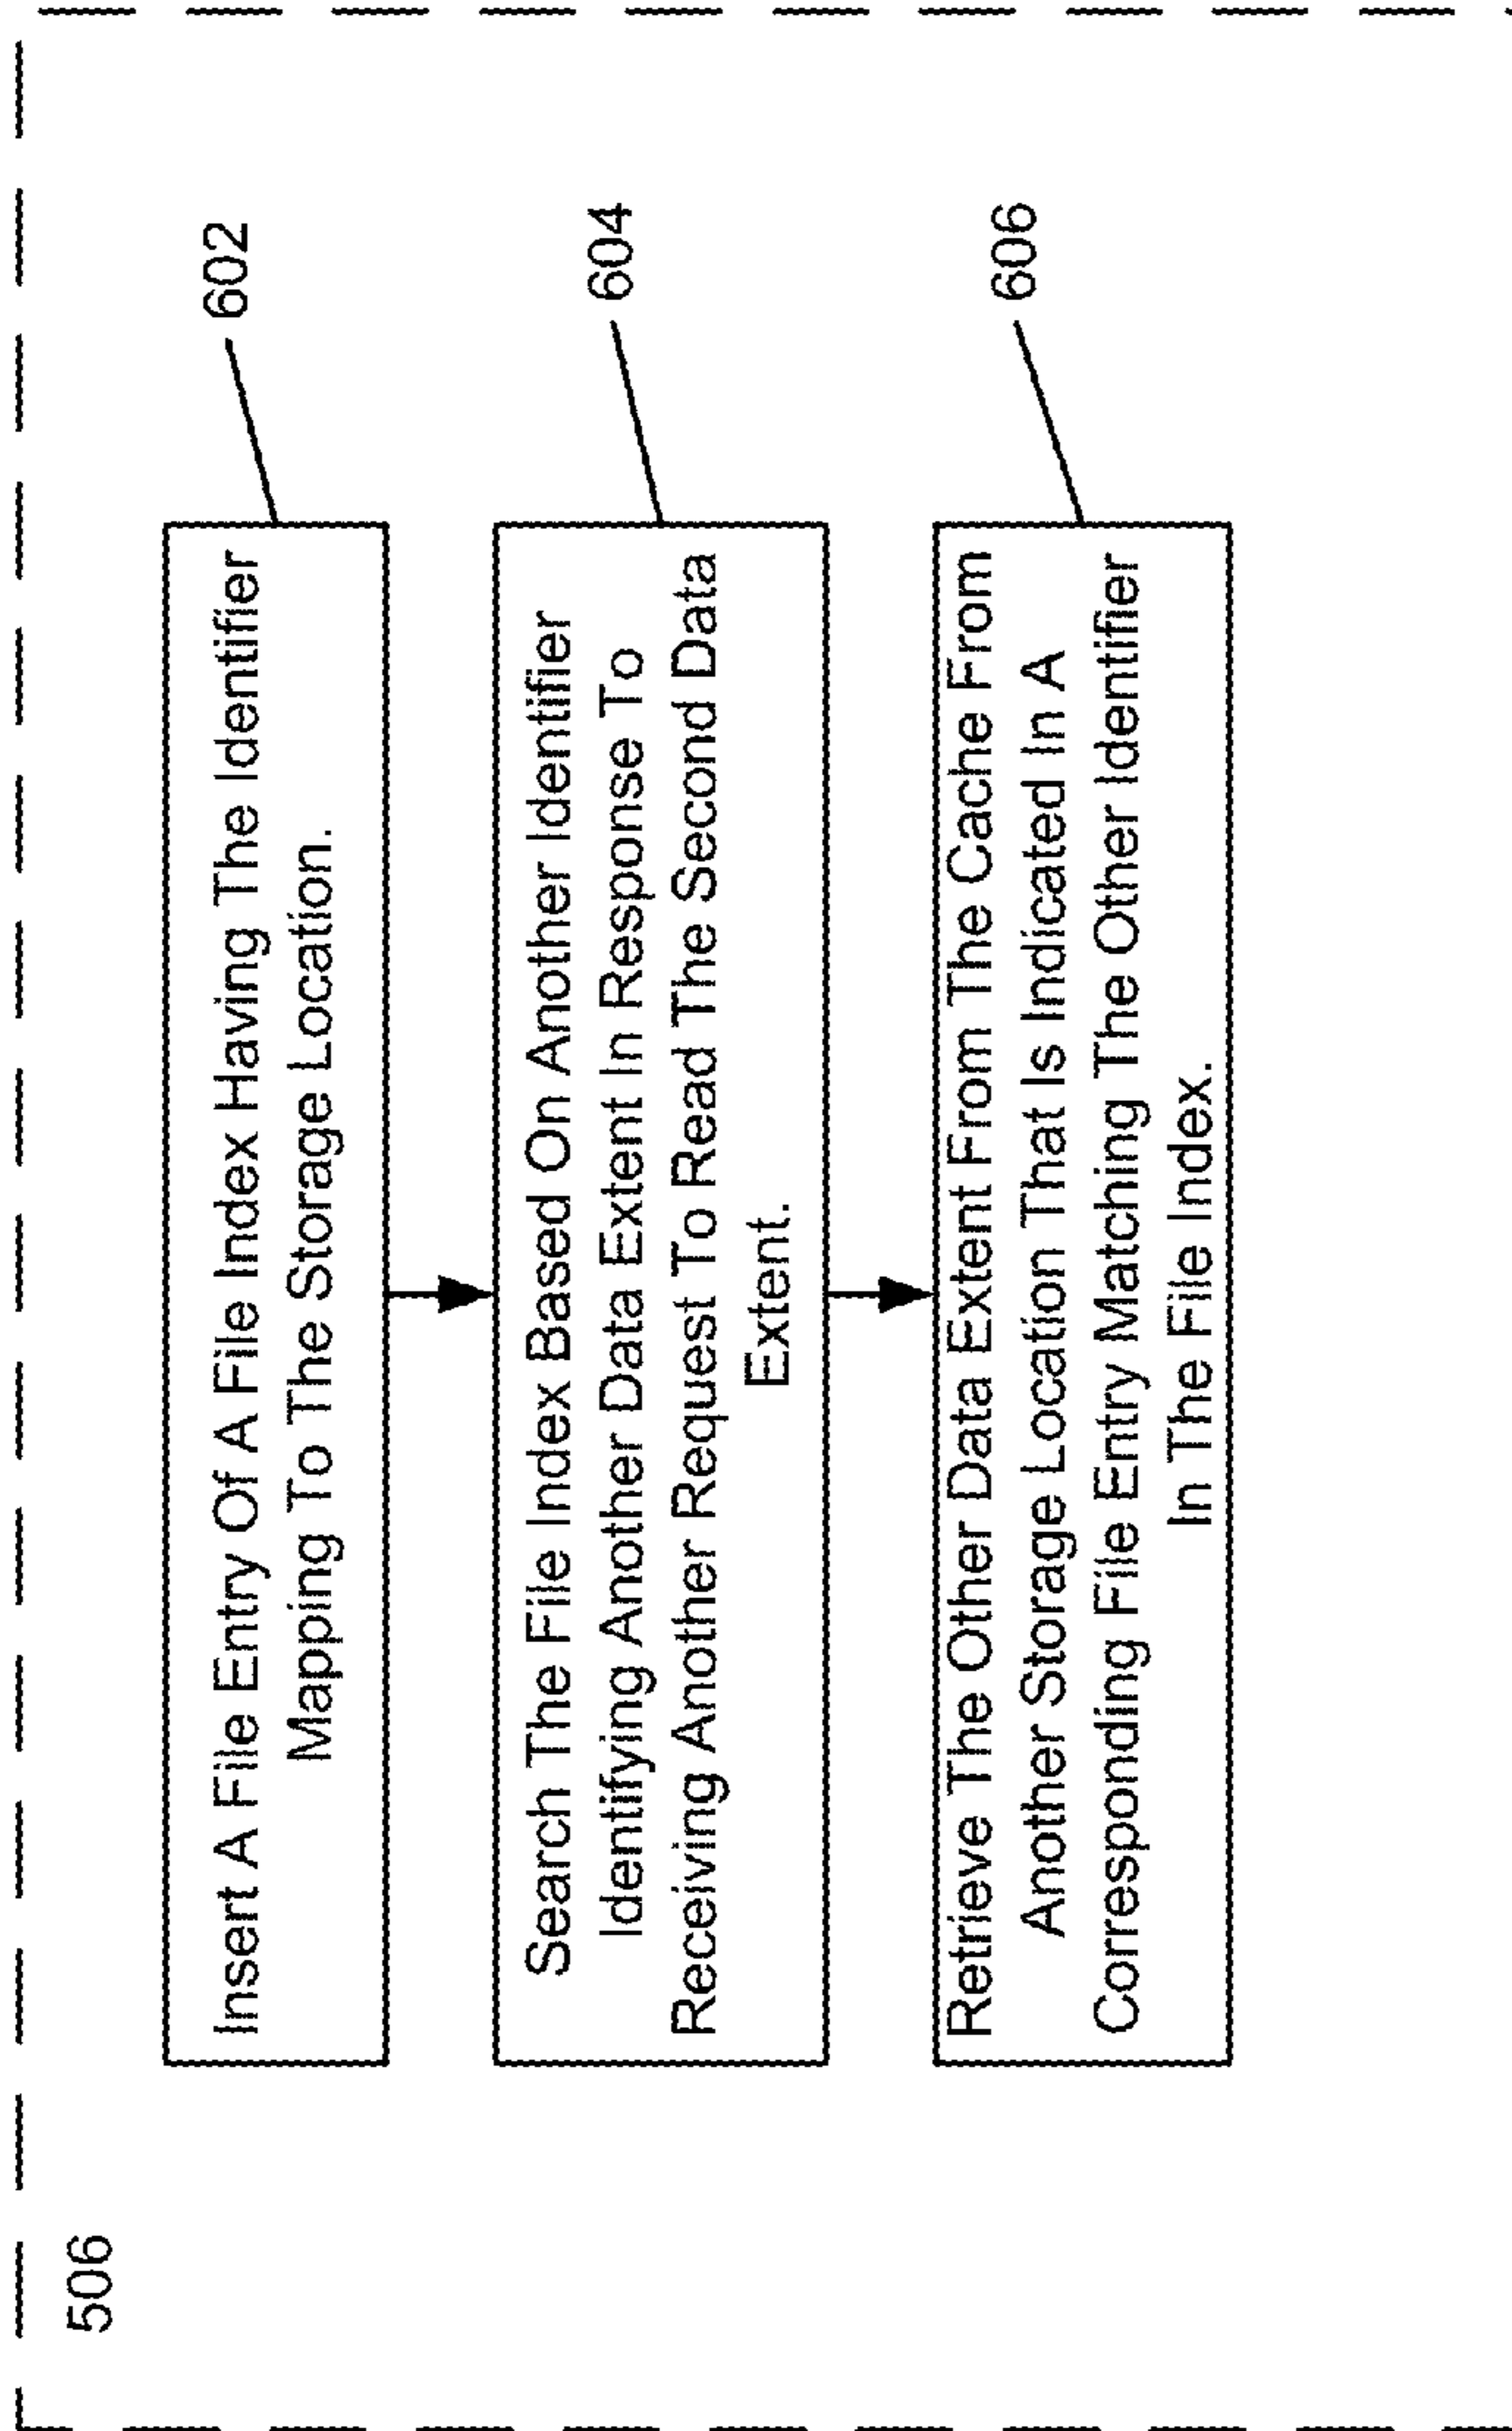 506
Insert A File Entry Of A File Index Having The Identifier
Mapping To The Storage Location.
602
Search The File Index Based On Another Identifier
Identifying Another Data Extent In Response To
Receiving Another Request To Read The Second Data
Extent.
604
Retrieve The Other Data Extent From The Cache From
Another Storage Location That Is Indicated In A
Corresponding File Entry Matching The Other Identifier
In The File Index.
606